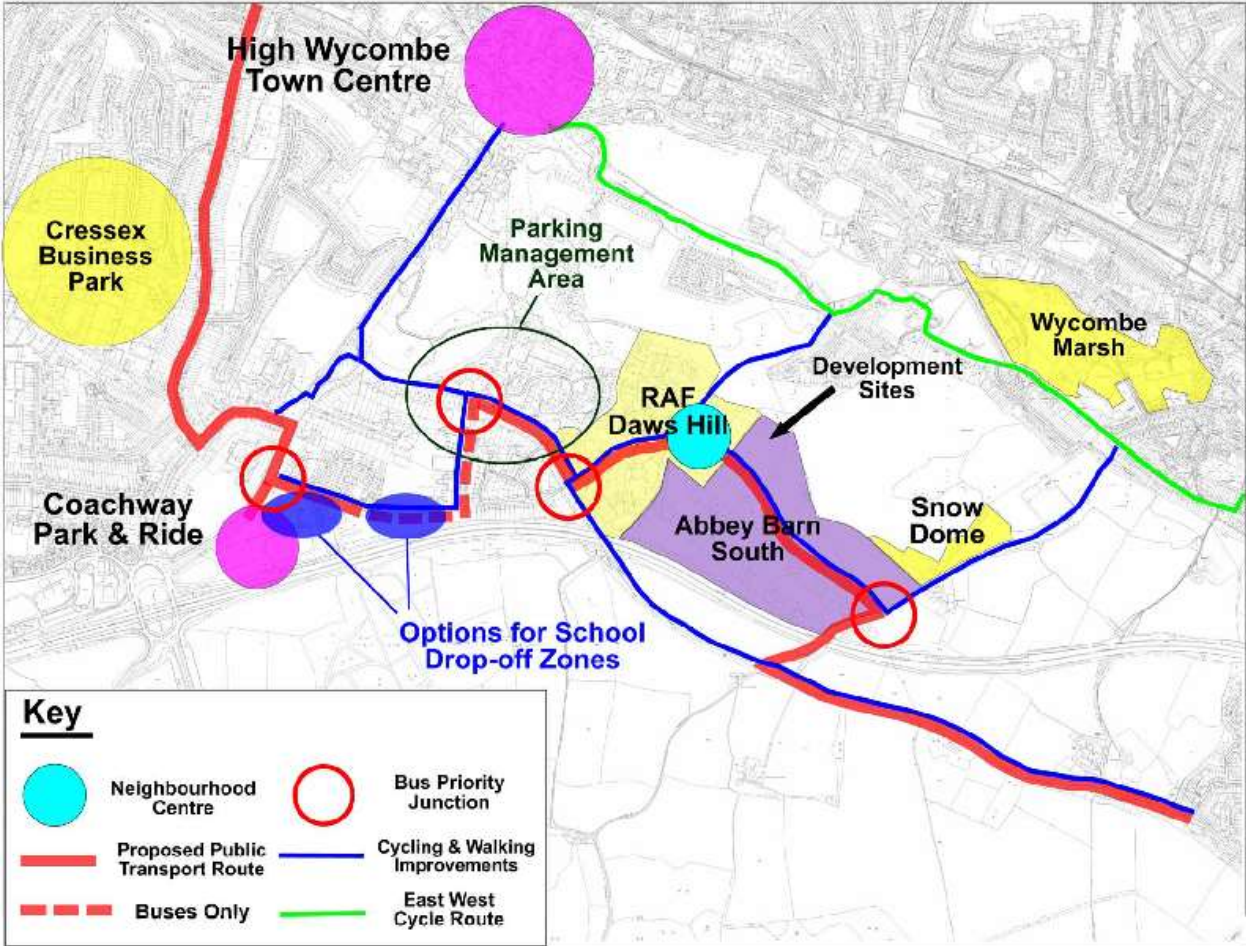 High Wycombe
Town Centre
Cressex
Business
Park
Parking
Management
Area
Wycombe
Marsh
Development
Sites
RAF
Daws Hill
Coachway
Park & Ride
Abbey Barn
South
Snow
Dome
Options for School
Drop-off Zones
Key
Neighbourhood
Centre
Bus Priority
Junction
Proposed Public
Transport Route
Cycling & Walking
Improvements
Buses Only
East West
Cycle Route